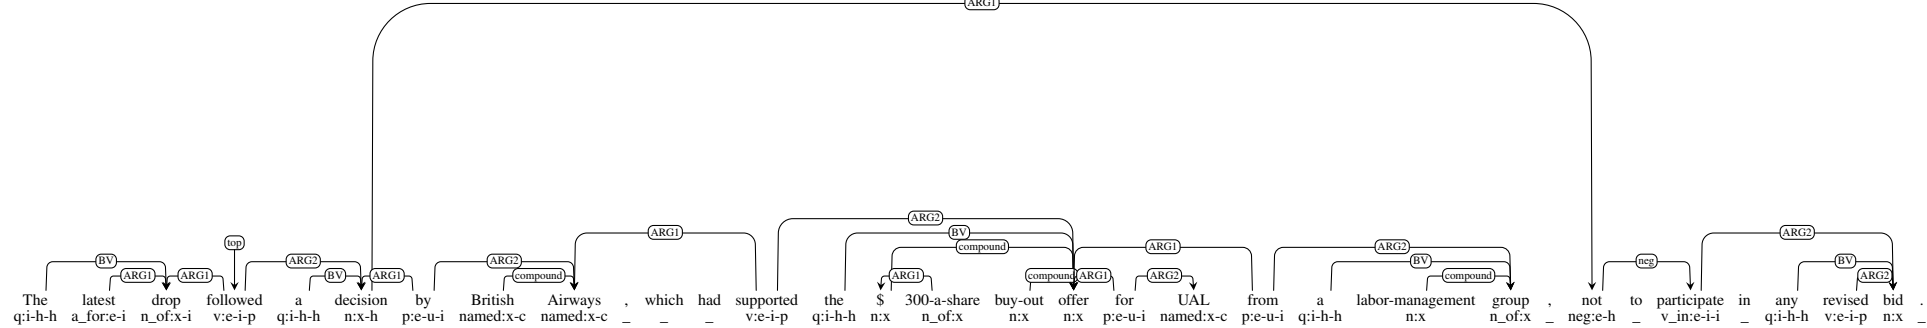 ARG1
ARG2
top
ARG1 BV
BV ARG2 compound ARG1 ARG2 neg ARG2
BV BV
ARG1 ARG1 BV ARG1 compound ARG1 compound ARG1 ARG2 compound ARG2
The latest drop followed a decision by British Airways , which had supported the $ 300-a-share buy-out offer for UAL from a labor-management group , not to participate in any revised bid .
q:i-h-h a_for:e-i n_of:x-i v:e-i-p q:i-h-h n:x-h p:e-u-i named:x-c named:x-c _ _ _ v:e-i-p q:i-h-h n:x n_of:x n:x n:x p:e-u-i named:x-c p:e-u-i q:i-h-h n:x n_of:x _ neg:e-h _ v_in:e-i-i _ q:i-h-h v:e-i-p n:x _